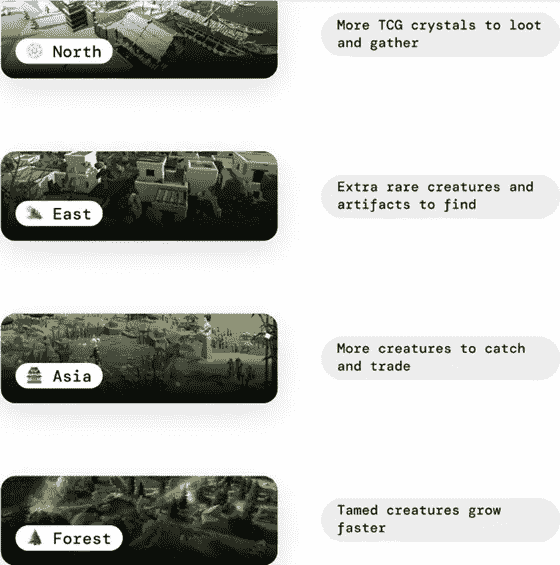 North
More TCG crystals to loot
and gather
East
Extra rare creatures and
artifacts to find
Asia
More creatures to catch
and trade
Forest
Tamed creatures grow
faster